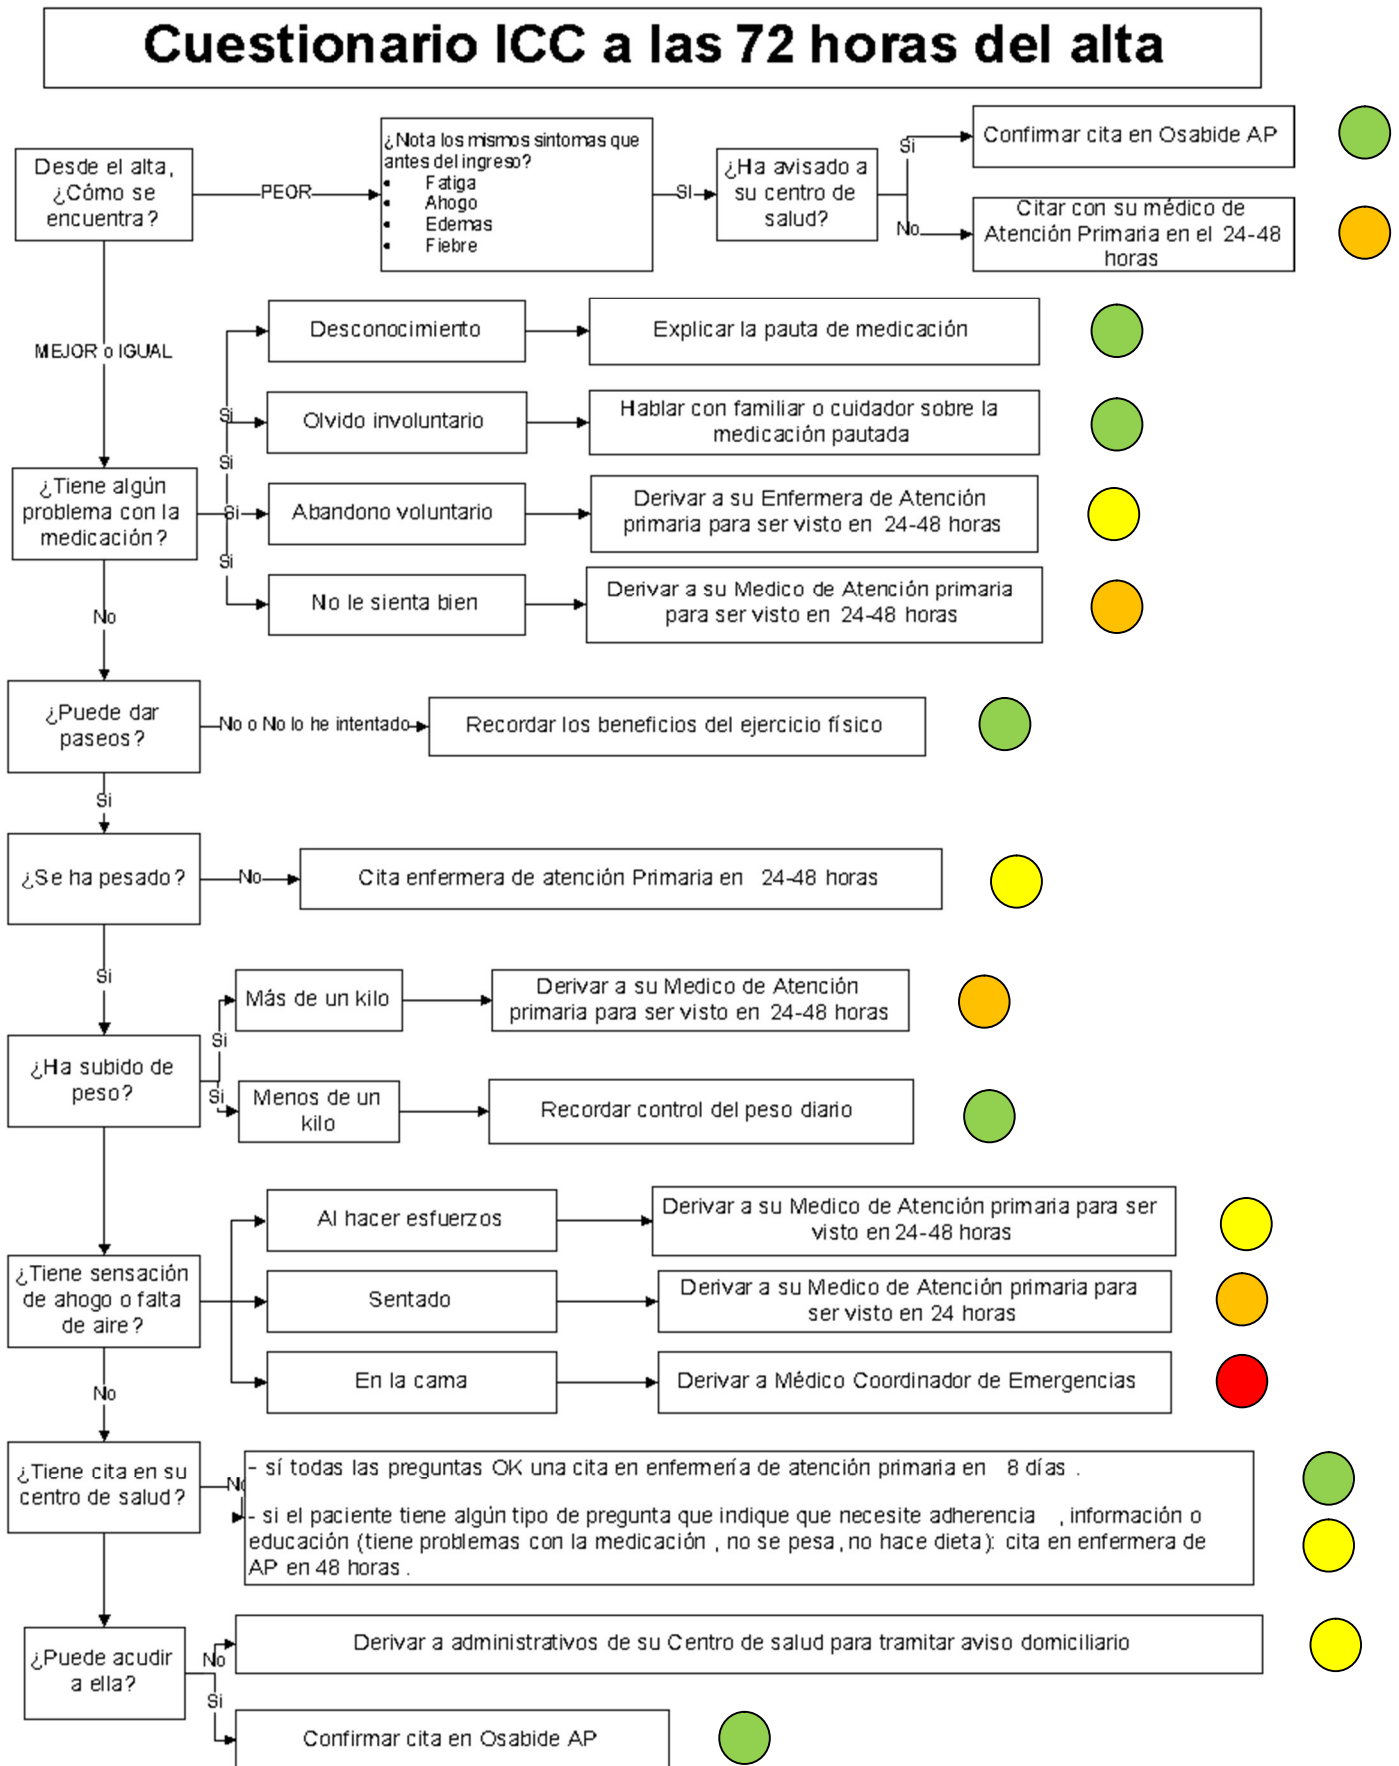 Cuestionario ICC a las 72 horas del alta
Desde el alta,
¿Cómo se
encuentra?
PEOR
¿Nota los mismos sintomas que
antes del ingreso?
• Fatiga
• Ahogo
• Edemas
• Fiebre
SI
¿Ha avisado a
su centro de
salud?
Si
Confirmar cita en Osabide AP
No
Citar con su médico de
Atención Primaria en el 24-48
horas
MEJOR o IGUAL
¿Tiene algún
problema con la
medicación?
Si
Desconocimiento
Explicar la pauta de medicación
Si
Olvido involuntario
Hablar con familiar o cuidador sobre la
medicación pautada
Si
Abandono voluntario
Derivar a su Enfermera de Atención
primaria para ser visto en 24-48 horas
Si
No le sienta bien
Derivar a su Medico de Atención primaria
para ser visto en 24-48 horas
No
¿Puede dar
paseos?
No o No lo he intentado
Recordar los beneficios del ejercicio físico
Si
¿Se ha pesado?
No
Cita enfermera de atención Primaria en 24-48 horas
Si
¿Ha subido de
peso?
Si
Más de un kilo
Derivar a su Medico de Atención
primaria para ser visto en 24-48 horas
Si
Menos de un
kilo
Recordar control del peso diario
¿Tiene sensación
de ahogo o falta
de aire?
Al hacer esfuerzos
Derivar a su Medico de Atención primaria para ser
visto en 24-48 horas
Sentado
Derivar a su Medico de Atención primaria para
ser visto en 24 horas
En la cama
Derivar a Médico Coordinador de Emergencias
No
¿Tiene cita en su
centro de salud?
No
- sí todas las preguntas OK una cita en enfermería de atención primaria en 8 días .
- si el paciente tiene algún tipo de pregunta que indique que necesite adherencia , información o
educación (tiene problemas con la medicación , no se pesa, no hace dieta): cita en enfermera de
AP en 48 horas .
¿Puede acudir
a ella?
No
Derivar a administrativos de su Centro de salud para tramitar aviso domiciliario
Si
Confirmar cita en Osabide AP